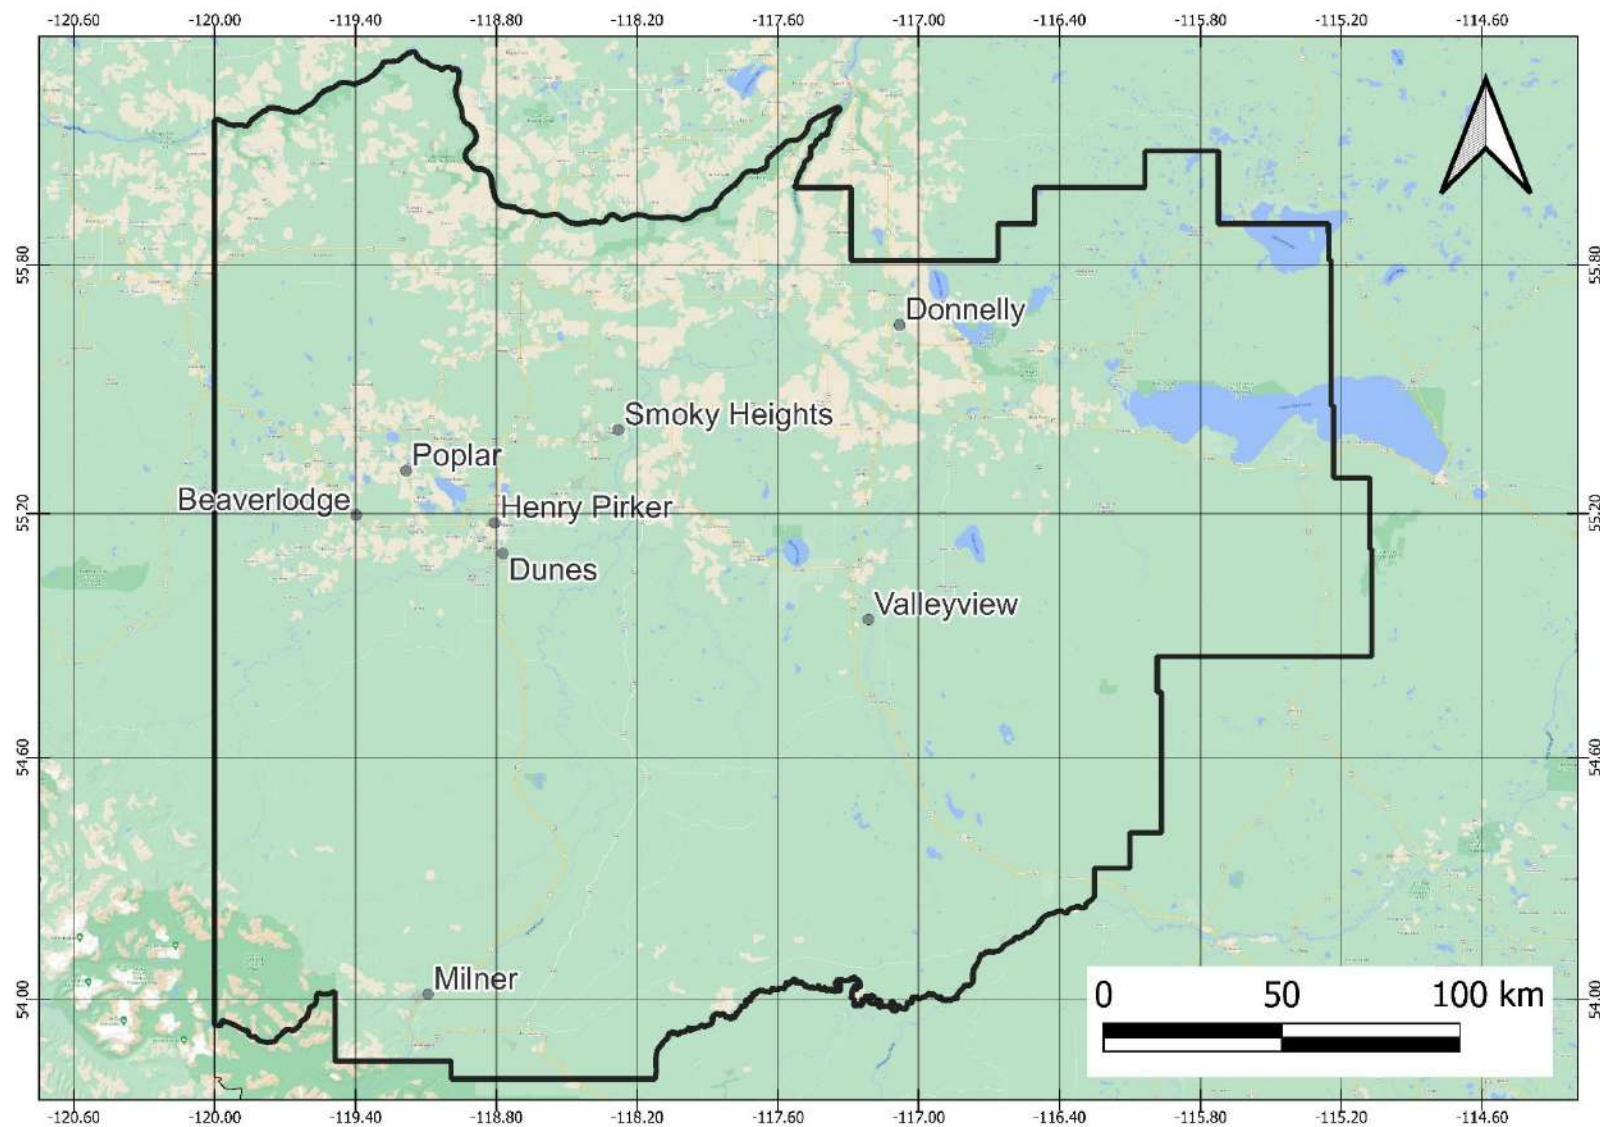 -120.60 -120.00 -119.40 -118.80 -118.20 -117.60 -117.00 -116.40 -115.80 -115.20 -114.60
55.80 55.80
Donnelly
Smoky Heights
Poplar
Beaverlodge
Henry Pirker
55.20 55.20
Dunes
Valleyview
54.60 54.60
Milner
54.00 54.00
0 50 100 km
-120.60 -120.00 -119.40 -118.80 -118.20 -117.60 -117.00 -116.40 -115.80 -115.20 -114.60